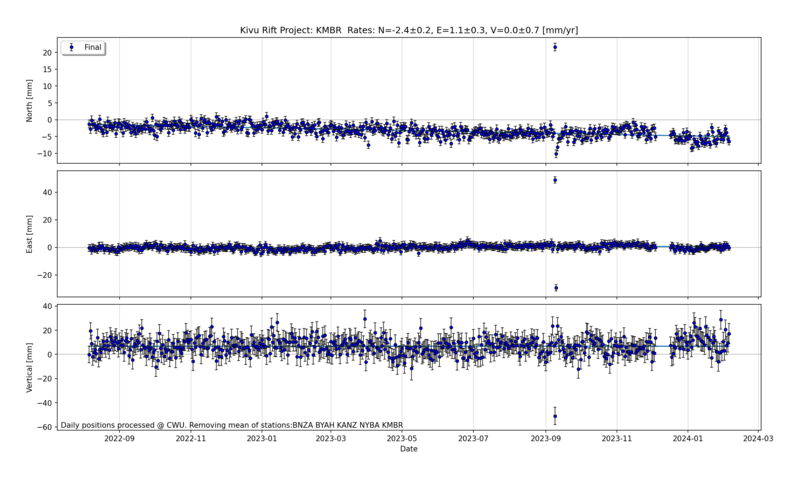 Kivu Rift Project: KMBR Rates: N=-2.4±0.2, E=1.1±0.3, V=0.0±0.7 [mm/yr]
Final
North [mm]
20
15
10
5
0
−5
−10
East [mm]
40
20
0
−20
Vertical [mm]
40
20
0
−20
−40
−60
Daily positions processed @ CWU. Removing mean of stations:BNZA BYAH KANZ NYBA KMBR
2022-09 2022-11 2023-01 2023-03 2023-05 2023-07 2023-09 2023-11 2024-01 2024-03
Date